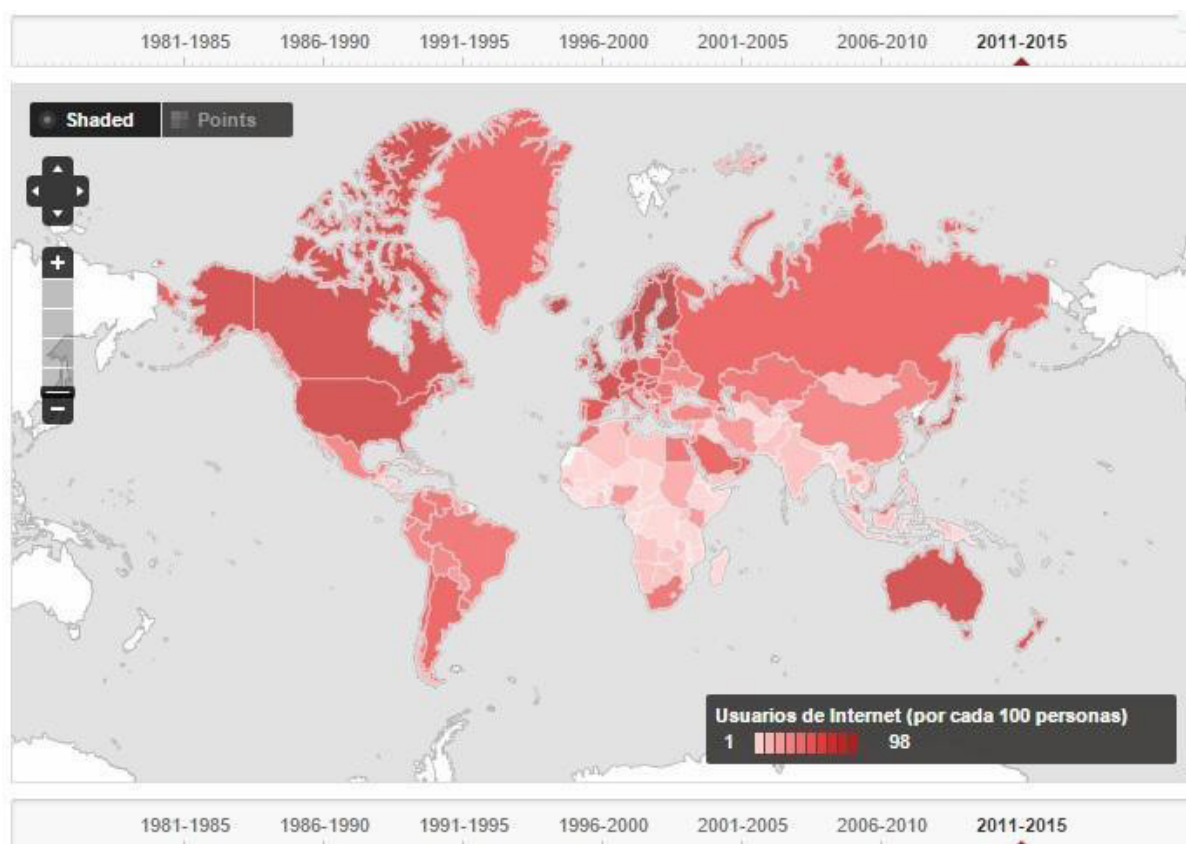 1981-1985 1986-1990 1991-1995 1996-2000 2001-2005 2006-2010 2011-2015
Shaded Points
+
−
Usuarios de Internet (por cada 100 personas)
1 98
1981-1985 1986-1990 1991-1995 1996-2000 2001-2005 2006-2010 2011-2015